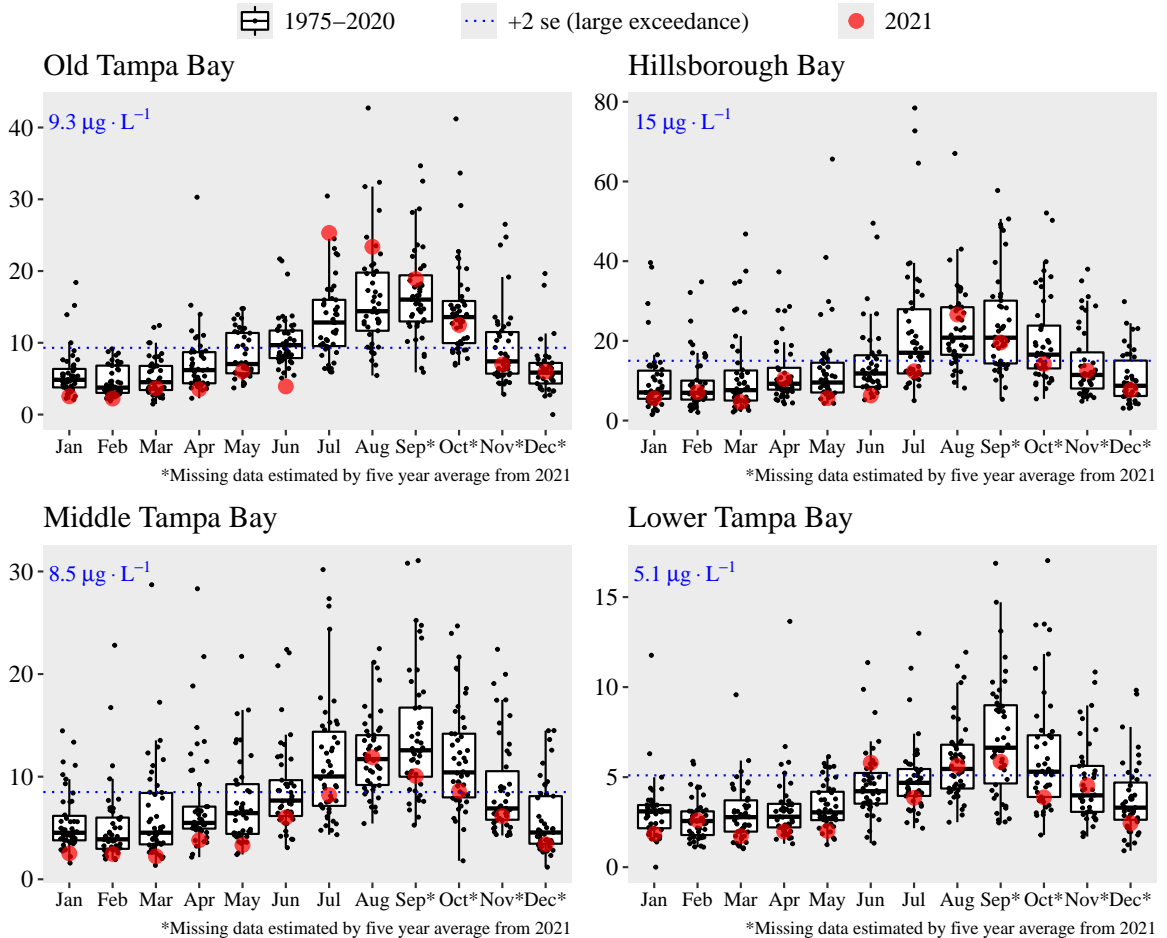 1975−2020 +2 se (large exceedance) 2021
Old Tampa Bay
9.3 μg · L⁻¹
40
30
20
10
0
Jan Feb Mar Apr May Jun Jul Aug Sep* Oct* Nov* Dec*
*Missing data estimated by five year average from 2021
Hillsborough Bay
15 μg · L⁻¹
80
60
40
20
0
Jan Feb Mar Apr May Jun Jul Aug Sep* Oct* Nov* Dec*
*Missing data estimated by five year average from 2021
Middle Tampa Bay
8.5 μg · L⁻¹
30
20
10
0
Jan Feb Mar Apr May Jun Jul Aug Sep* Oct* Nov* Dec*
*Missing data estimated by five year average from 2021
Lower Tampa Bay
5.1 μg · L⁻¹
15
10
5
0
Jan Feb Mar Apr May Jun Jul Aug Sep* Oct* Nov* Dec*
*Missing data estimated by five year average from 2021